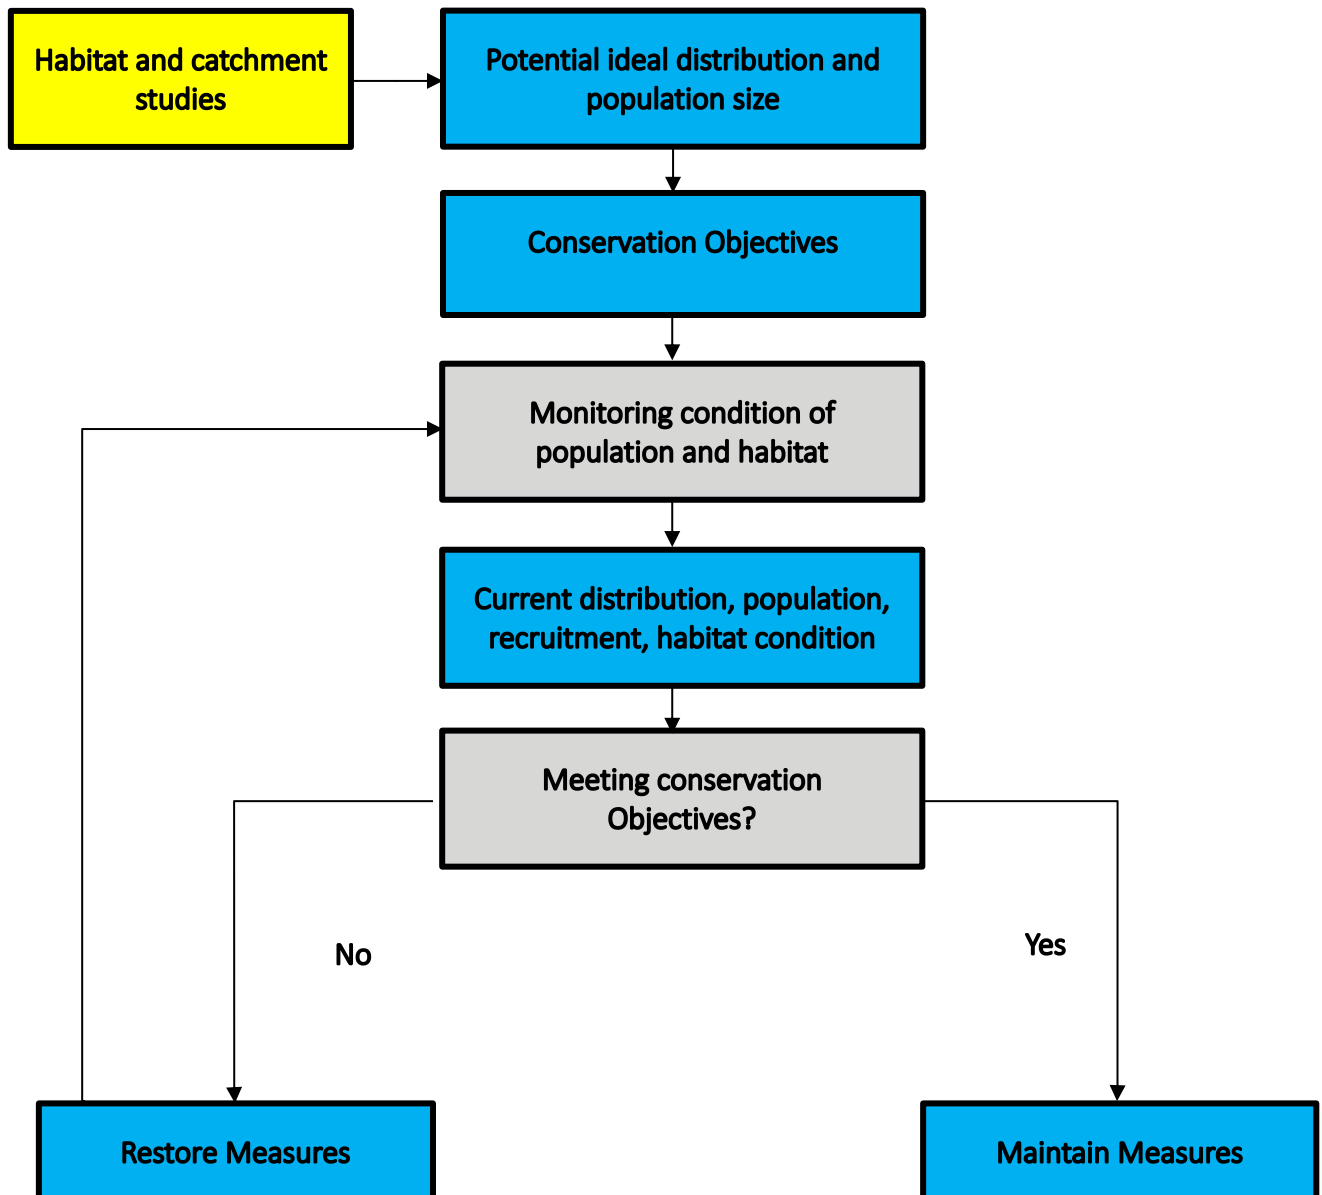 Habitat and catchment
studies
Potential ideal distribution and
population size
Conservation Objectives
Monitoring condition of
population and habitat
Current distribution, population,
recruitment, habitat condition
Meeting conservation
Objectives?
No
Yes
Restore Measures
Maintain Measures